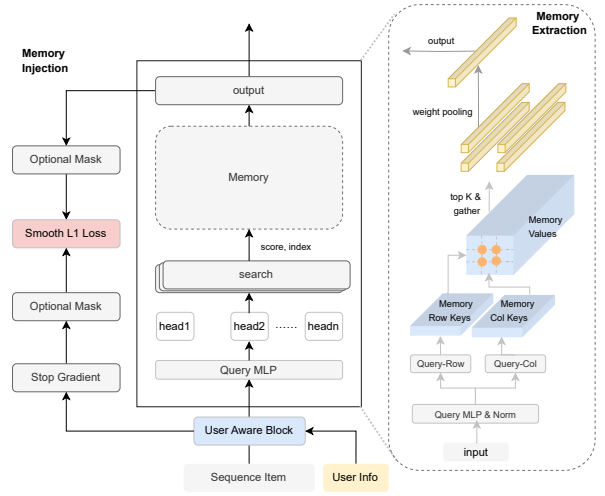 Memory
Injection
output
Optional Mask
Memory
Smooth L1 Loss
score, index
search
Optional Mask
head1
head2
......
headn
Query MLP
Stop Gradient
User Aware Block
Sequence Item
User Info
Memory
Extraction
output
weight pooling
top K &
gather
Memory
Values
Memory
Row Keys
Memory
Col Keys
Query-Row
Query-Col
Query MLP & Norm
input